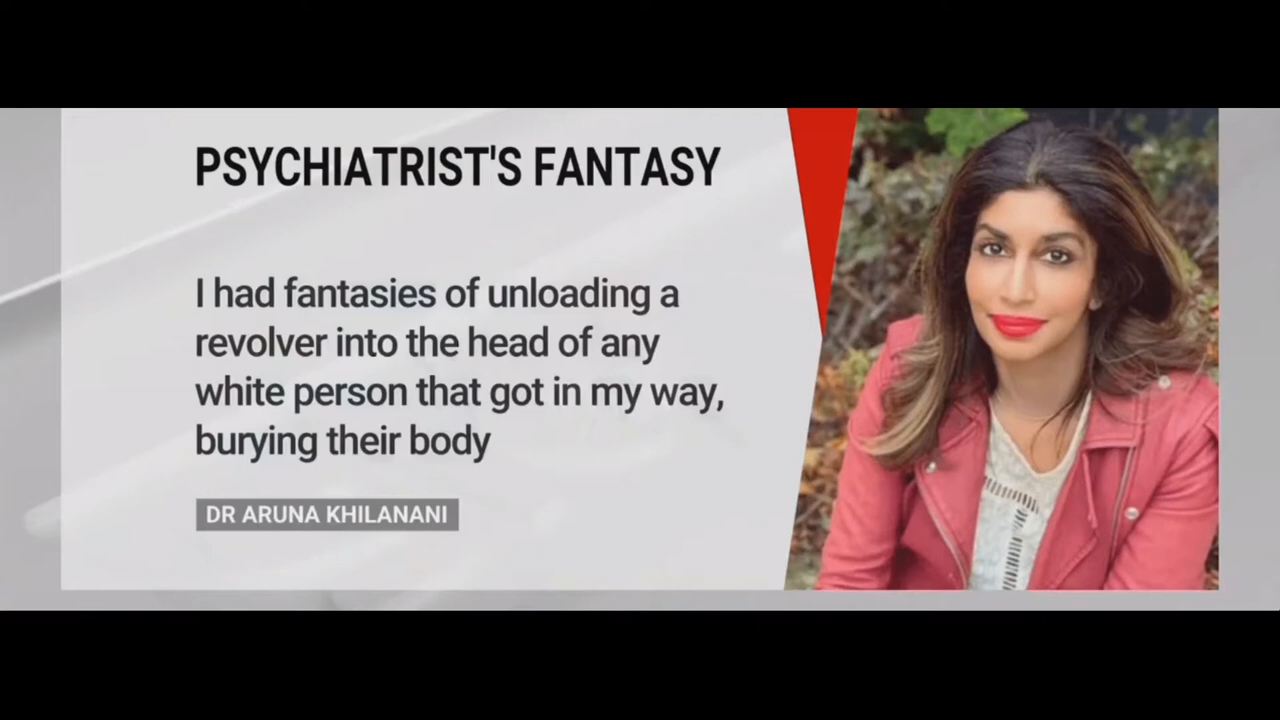 PSYCHIATRIST'S FANTASY
I had fantasies of unloading a
revolver into the head of any
white person that got in my way,
burying their body
DR ARUNA KHILANANI